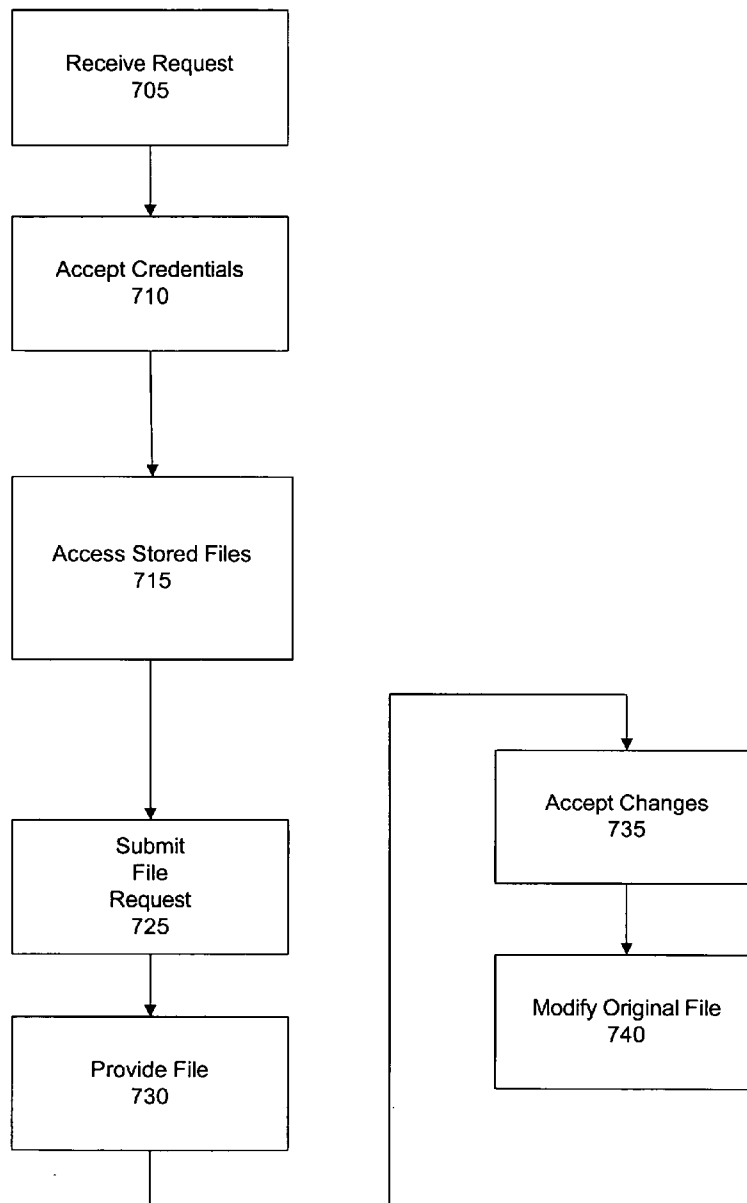 Receive Request
705
Accept Credentials
710
Access Stored Files
715
Submit
File
Request
725
Provide File
730
Accept Changes
735
Modify Original File
740